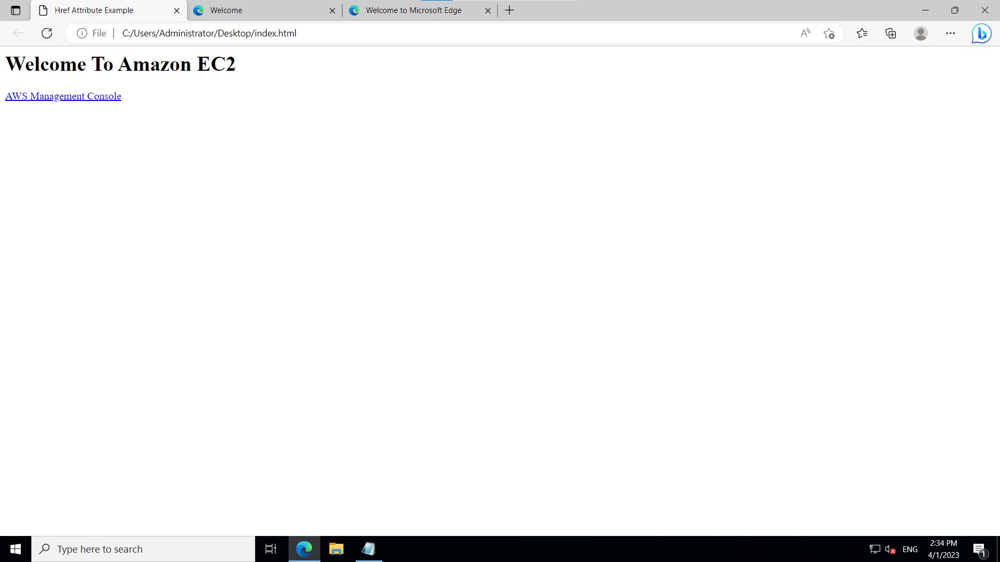 Href Attribute Example
Welcome
Welcome to Microsoft Edge
File
C:/Users/Administrator/Desktop/index.html
Welcome To Amazon EC2
AWS Management Console
Type here to search
ENG
2:34 PM
4/1/2023
1